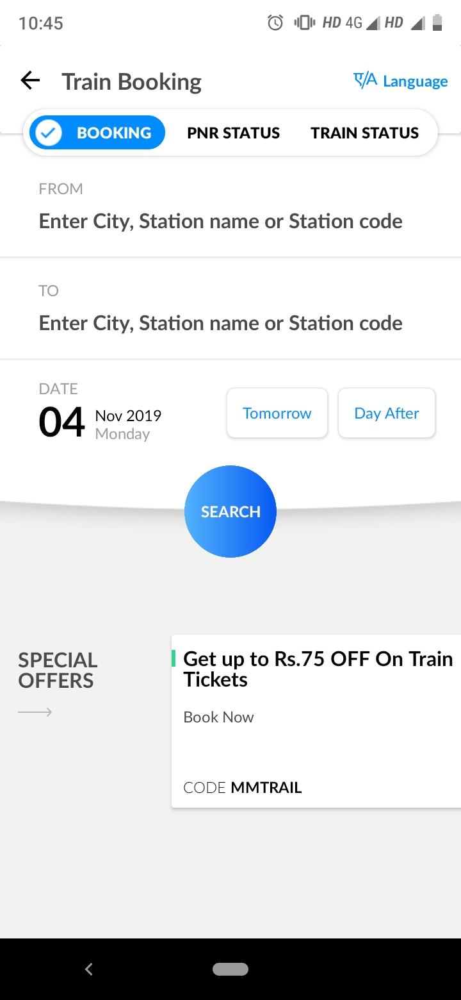 10:45 HD 4G HD
Train Booking
Language
BOOKING PNR STATUS TRAIN STATUS
FROM
Enter City, Station name or Station code
TO
Enter City, Station name or Station code
DATE
04 Nov 2019
Monday
Tomorrow Day After
SEARCH
SPECIAL
OFFERS
Get up to Rs.75 OFF On Train
Tickets
Book Now
CODE MMTRAIL